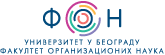 ФОН
УНИВЕРЗИТЕТ У БЕОГРАДУ
ФАКУЛТЕТ ОРГАНИЗАЦИОНИХ НАУКА